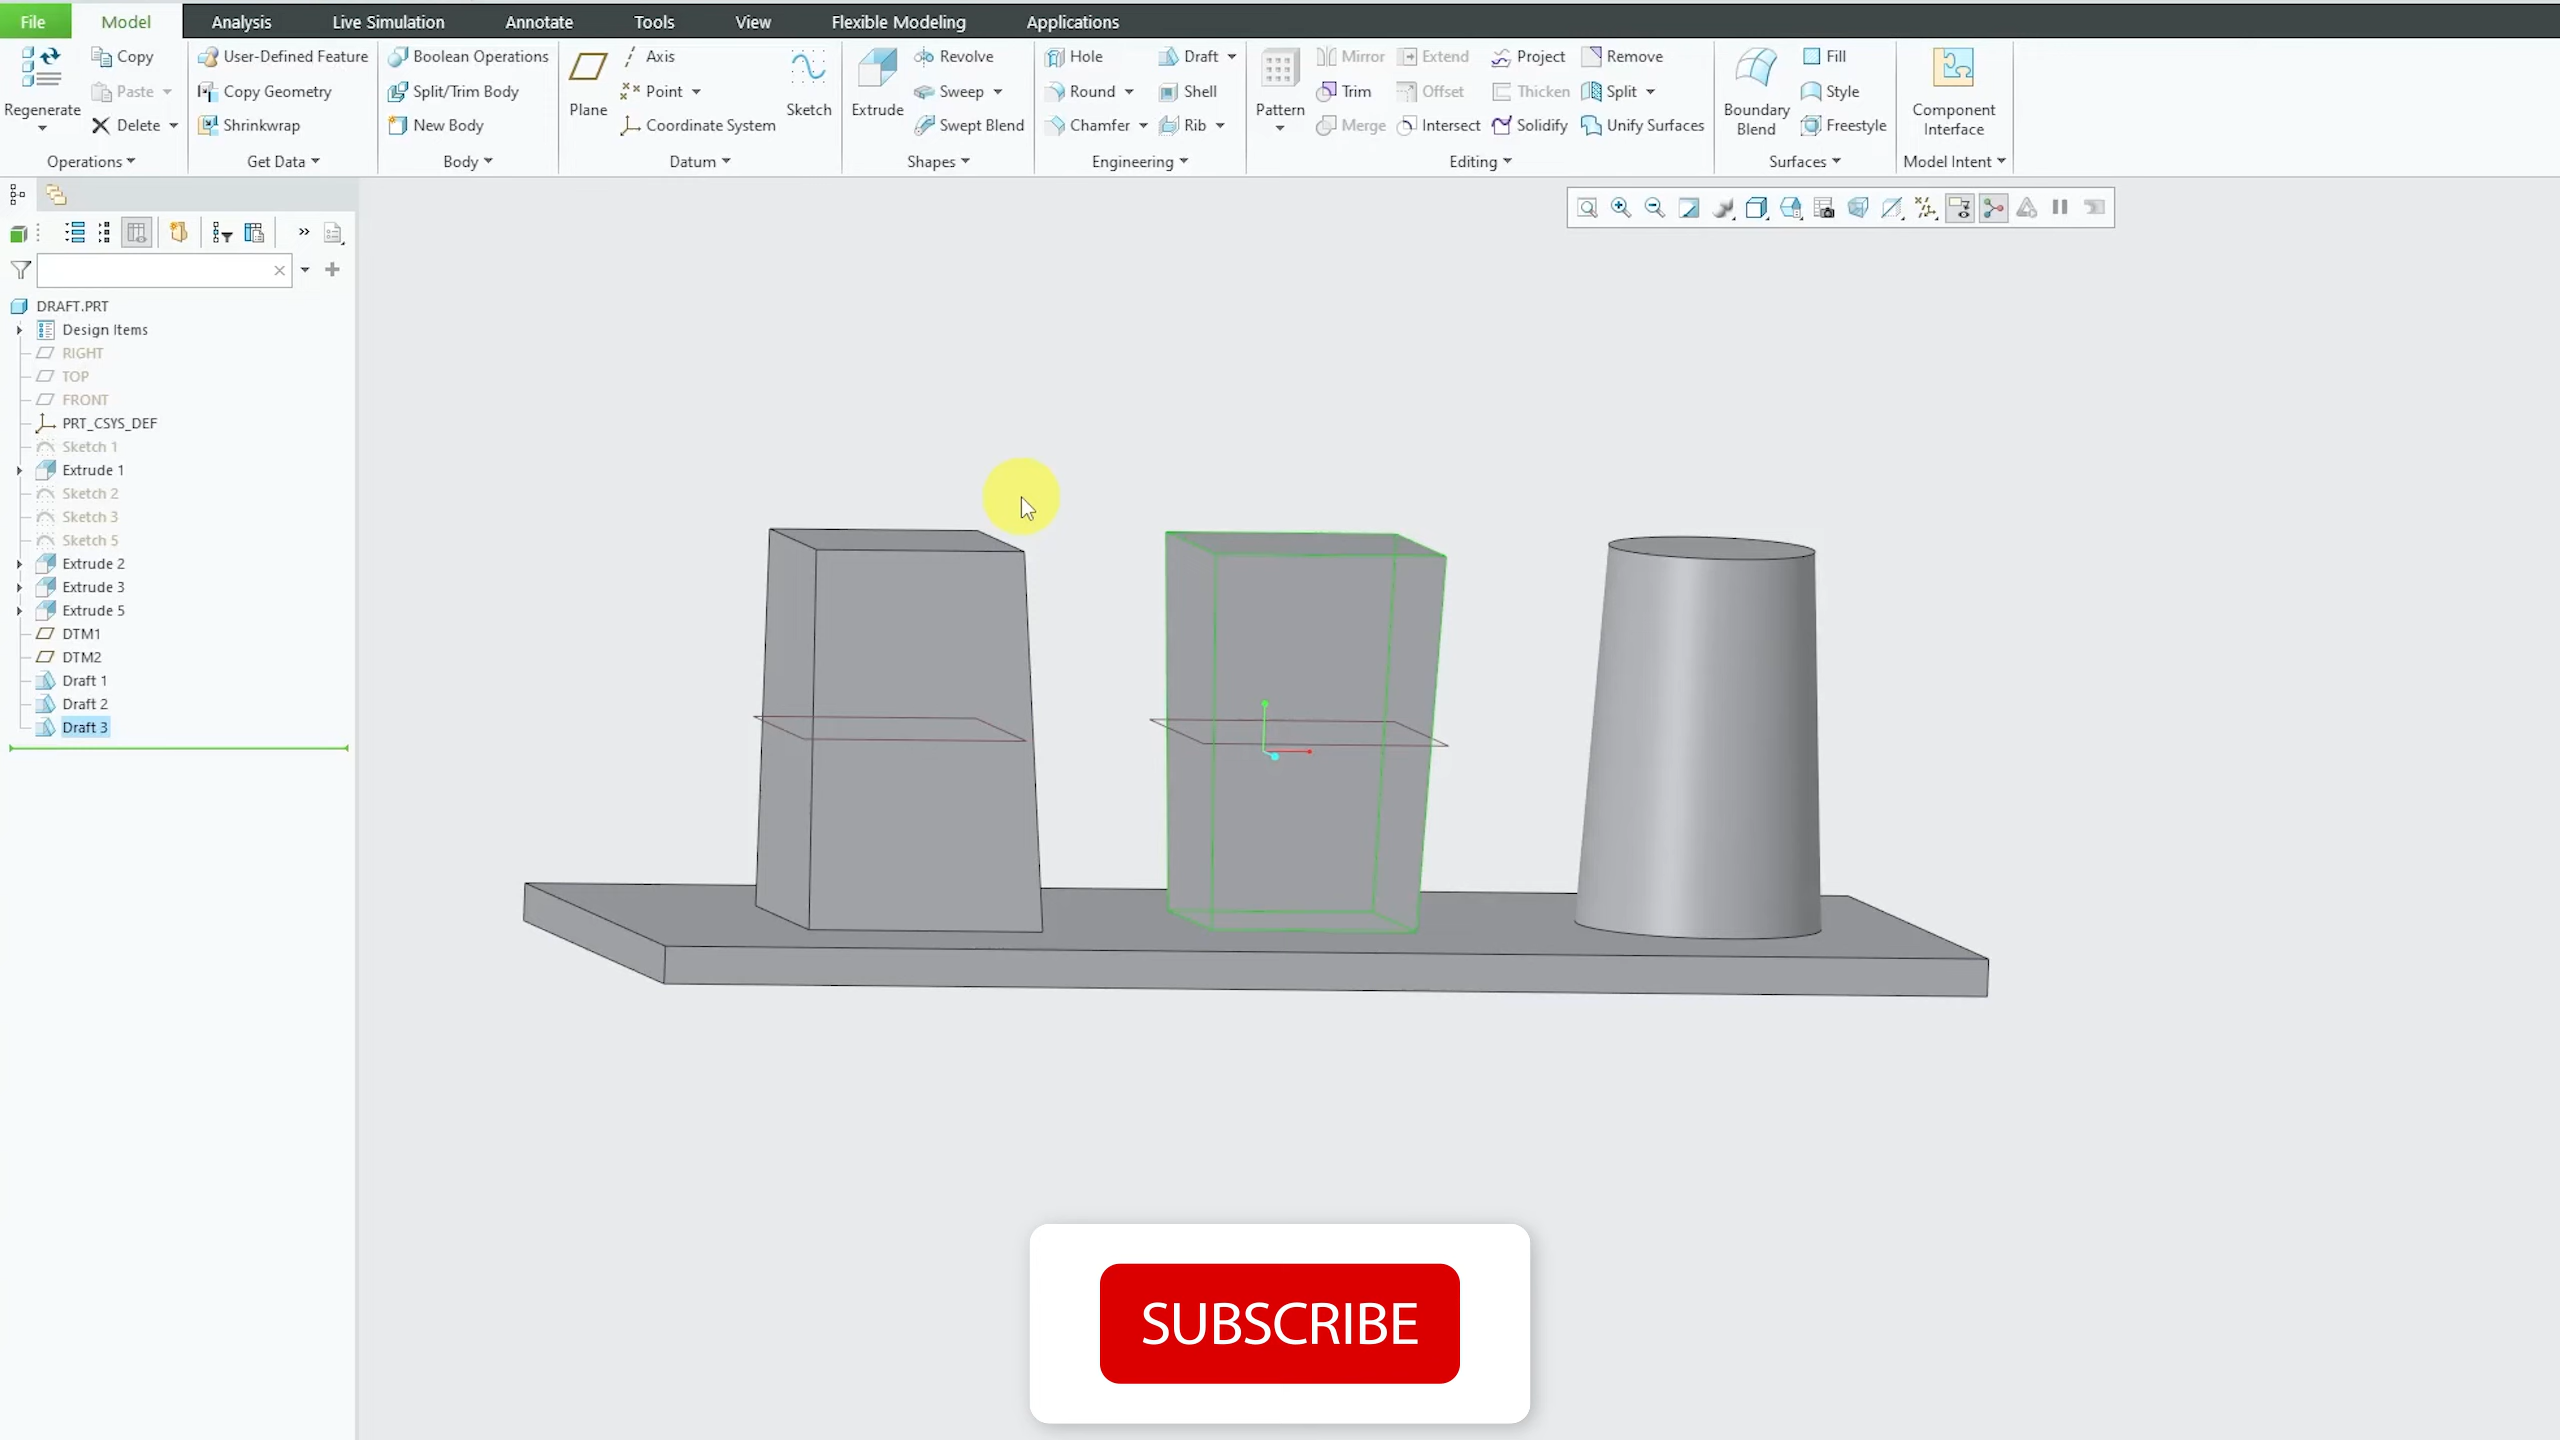 File Model Analysis Live Simulation Annotate Tools View Flexible Modeling Applications
Regenerate
Copy
Paste
Delete
Operations
User-Defined Feature
Copy Geometry
Shrinkwrap
Get Data
Boolean Operations
Split/Trim Body
New Body
Body
Plane
Axis
Point
Coordinate System
Sketch
Datum
Extrude
Revolve
Sweep
Swept Blend
Shapes
Hole
Round
Chamfer
Draft
Shell
Rib
Engineering
Pattern
Mirror
Trim
Merge
Extend
Offset
Intersect
Project
Thicken
Solidify
Remove
Split
Unify Surfaces
Editing
Boundary
Blend
Fill
Style
Freestyle
Surfaces
Component
Interface
Model Intent
DRAFT.PRT
Design Items
RIGHT
TOP
FRONT
PRT_CSYS_DEF
Sketch 1
Extrude 1
Sketch 2
Sketch 3
Sketch 5
Extrude 2
Extrude 3
Extrude 5
DTM1
DTM2
Draft 1
Draft 2
Draft 3
SUBSCRIBE